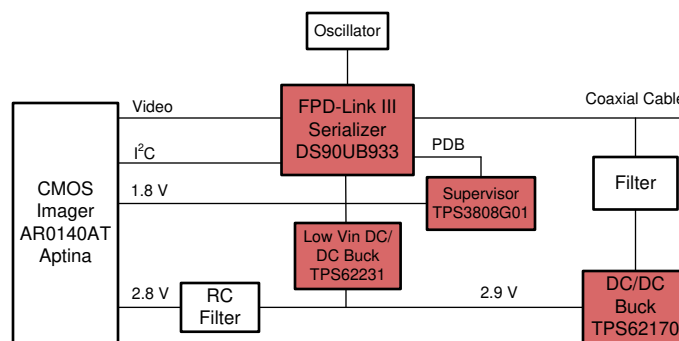 Oscillator
FPD-Link III
Serializer
DS90UB933
Video
Coaxial Cable
I²C
PDB
CMOS
Imager
AR0140AT
Aptina
1.8 V
Supervisor
TPS3808G01
Filter
Low Vin DC/
DC Buck
TPS62231
2.8 V
RC
Filter
2.9 V
DC/DC
Buck
TPS62170